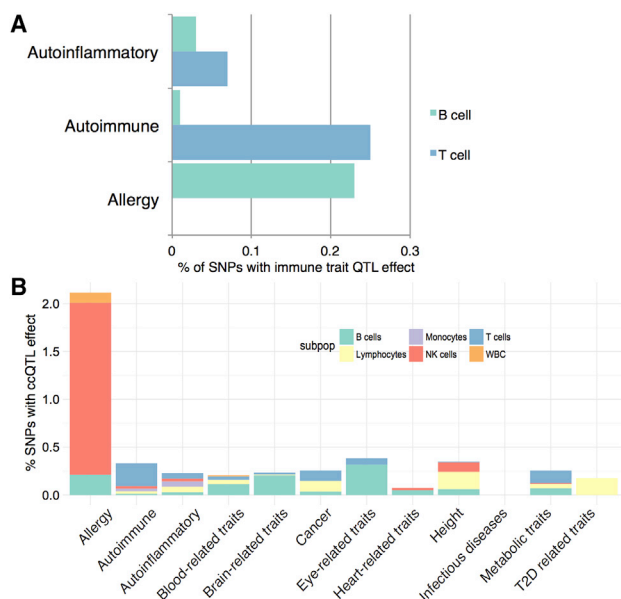 A
Autoinflammatory
Autoimmune
Allergy
B cell
T cell
0 0.1 0.2 0.3
% of SNPs with immune trait QTL effect
B
% SNPs with ccQTL effect
2.0
1.5
1.0
0.5
0.0
subpop
B cells Monocytes T cells
Lymphocytes NK cells WBC
Allergy
Autoimmune
Autoinflammatory
Blood-related traits
Brain-related traits
Cancer
Eye-related traits
Heart-related traits
Height
Infectious diseases
Metabolic traits
T2D related traits